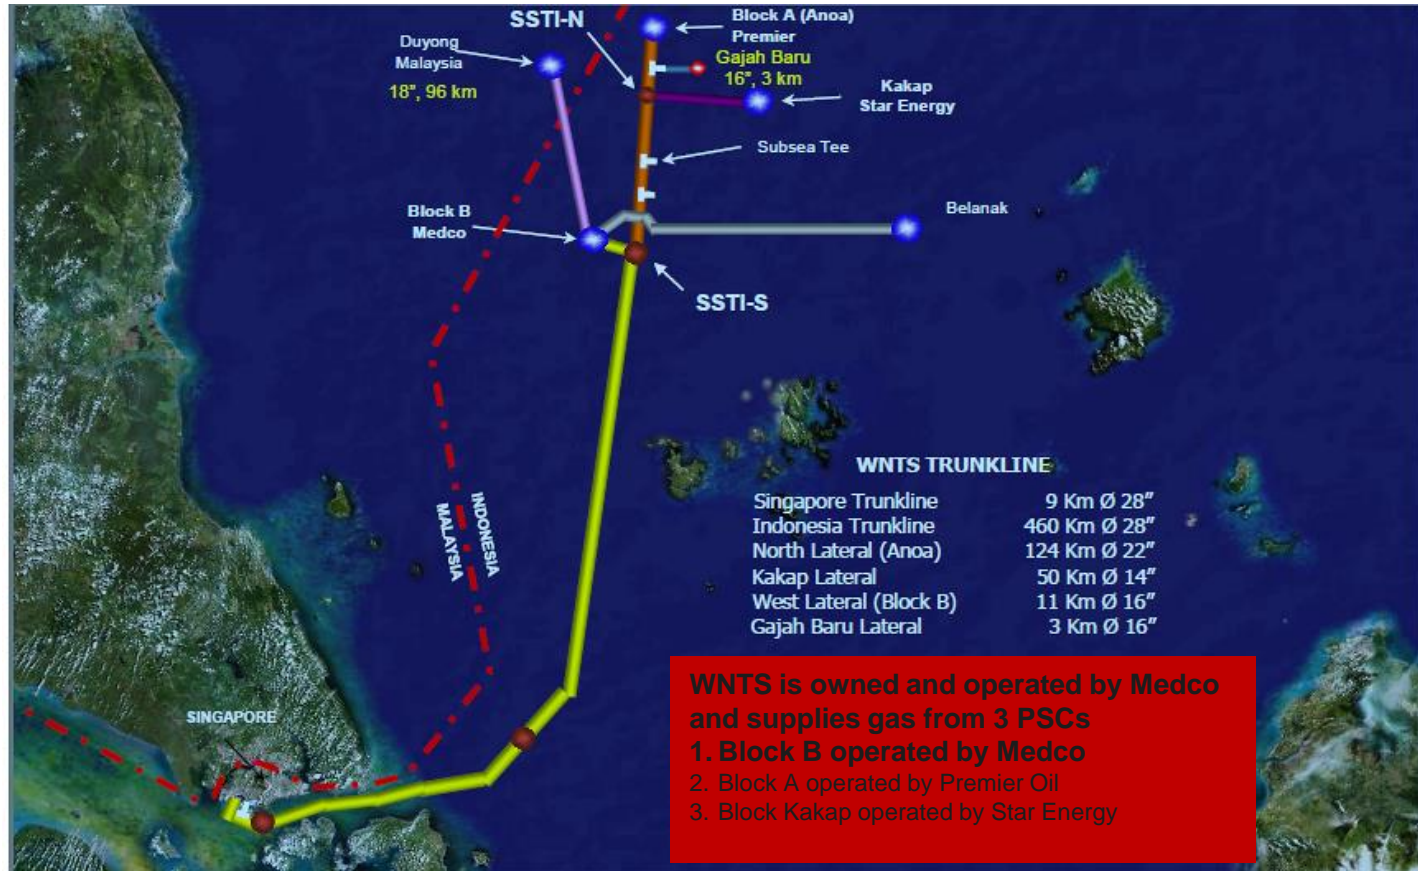 SSTI-N
Block A (Anoa)
Premier
Duyong
Malaysia
18", 96 km
Gajah Baru
16", 3 km
Kakap
Star Energy
Subsea Tee
Block B
Medco
Belanak
SSTI-S
INDONESIA
MALAYSIA
SINGAPORE
WNTS TRUNKLINE
Singapore Trunkline 9 Km Ø 28"
Indonesia Trunkline 460 Km Ø 28"
North Lateral (Anoa) 124 Km Ø 22"
Kakap Lateral 50 Km Ø 14"
West Lateral (Block B) 11 Km Ø 16"
Gajah Baru Lateral 3 Km Ø 16"
WNTS is owned and operated by Medco
and supplies gas from 3 PSCs
1. Block B operated by Medco
2. Block A operated by Premier Oil
3. Block Kakap operated by Star Energy